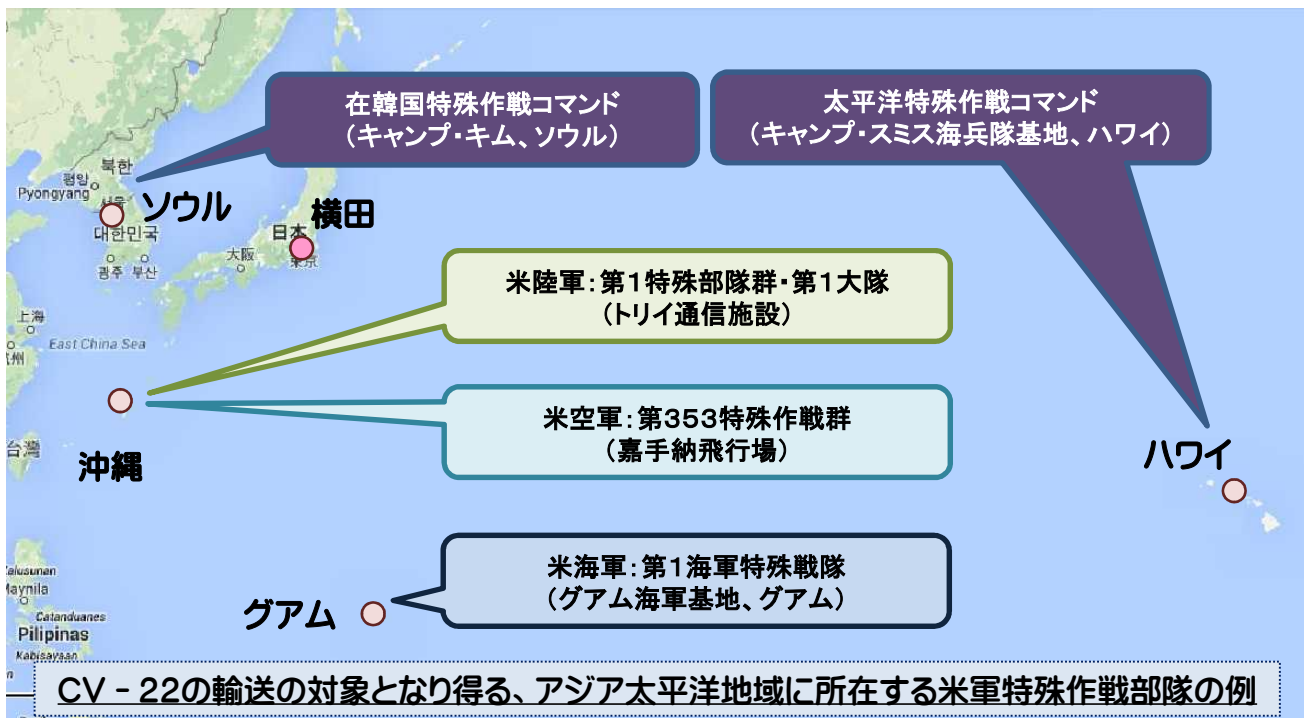 在韓国特殊作戦コマンド
(キャンプ・キム、ソウル)
太平洋特殊作戦コマンド
(キャンプ・スミス海兵隊基地、ハワイ)
북한
평양
Pyongyang
서울
ソウル
대한민국
광주 부산
横田
日本
大阪
東京
米陸軍:第1特殊部隊群・第1大隊
(トリイ通信施設)
上海
East China Sea
杭州
米空軍:第353特殊作戦群
(嘉手納飛行場)
台灣
沖縄
ハワイ
米海軍:第1海軍特殊戦隊
(グアム海軍基地、グアム)
グアム
Calusunan
Maynila
Catanduanes
Pilipinas
Kabisayaan
CV-22の輸送の対象となり得る、アジア太平洋地域に所在する米軍特殊作戦部隊の例